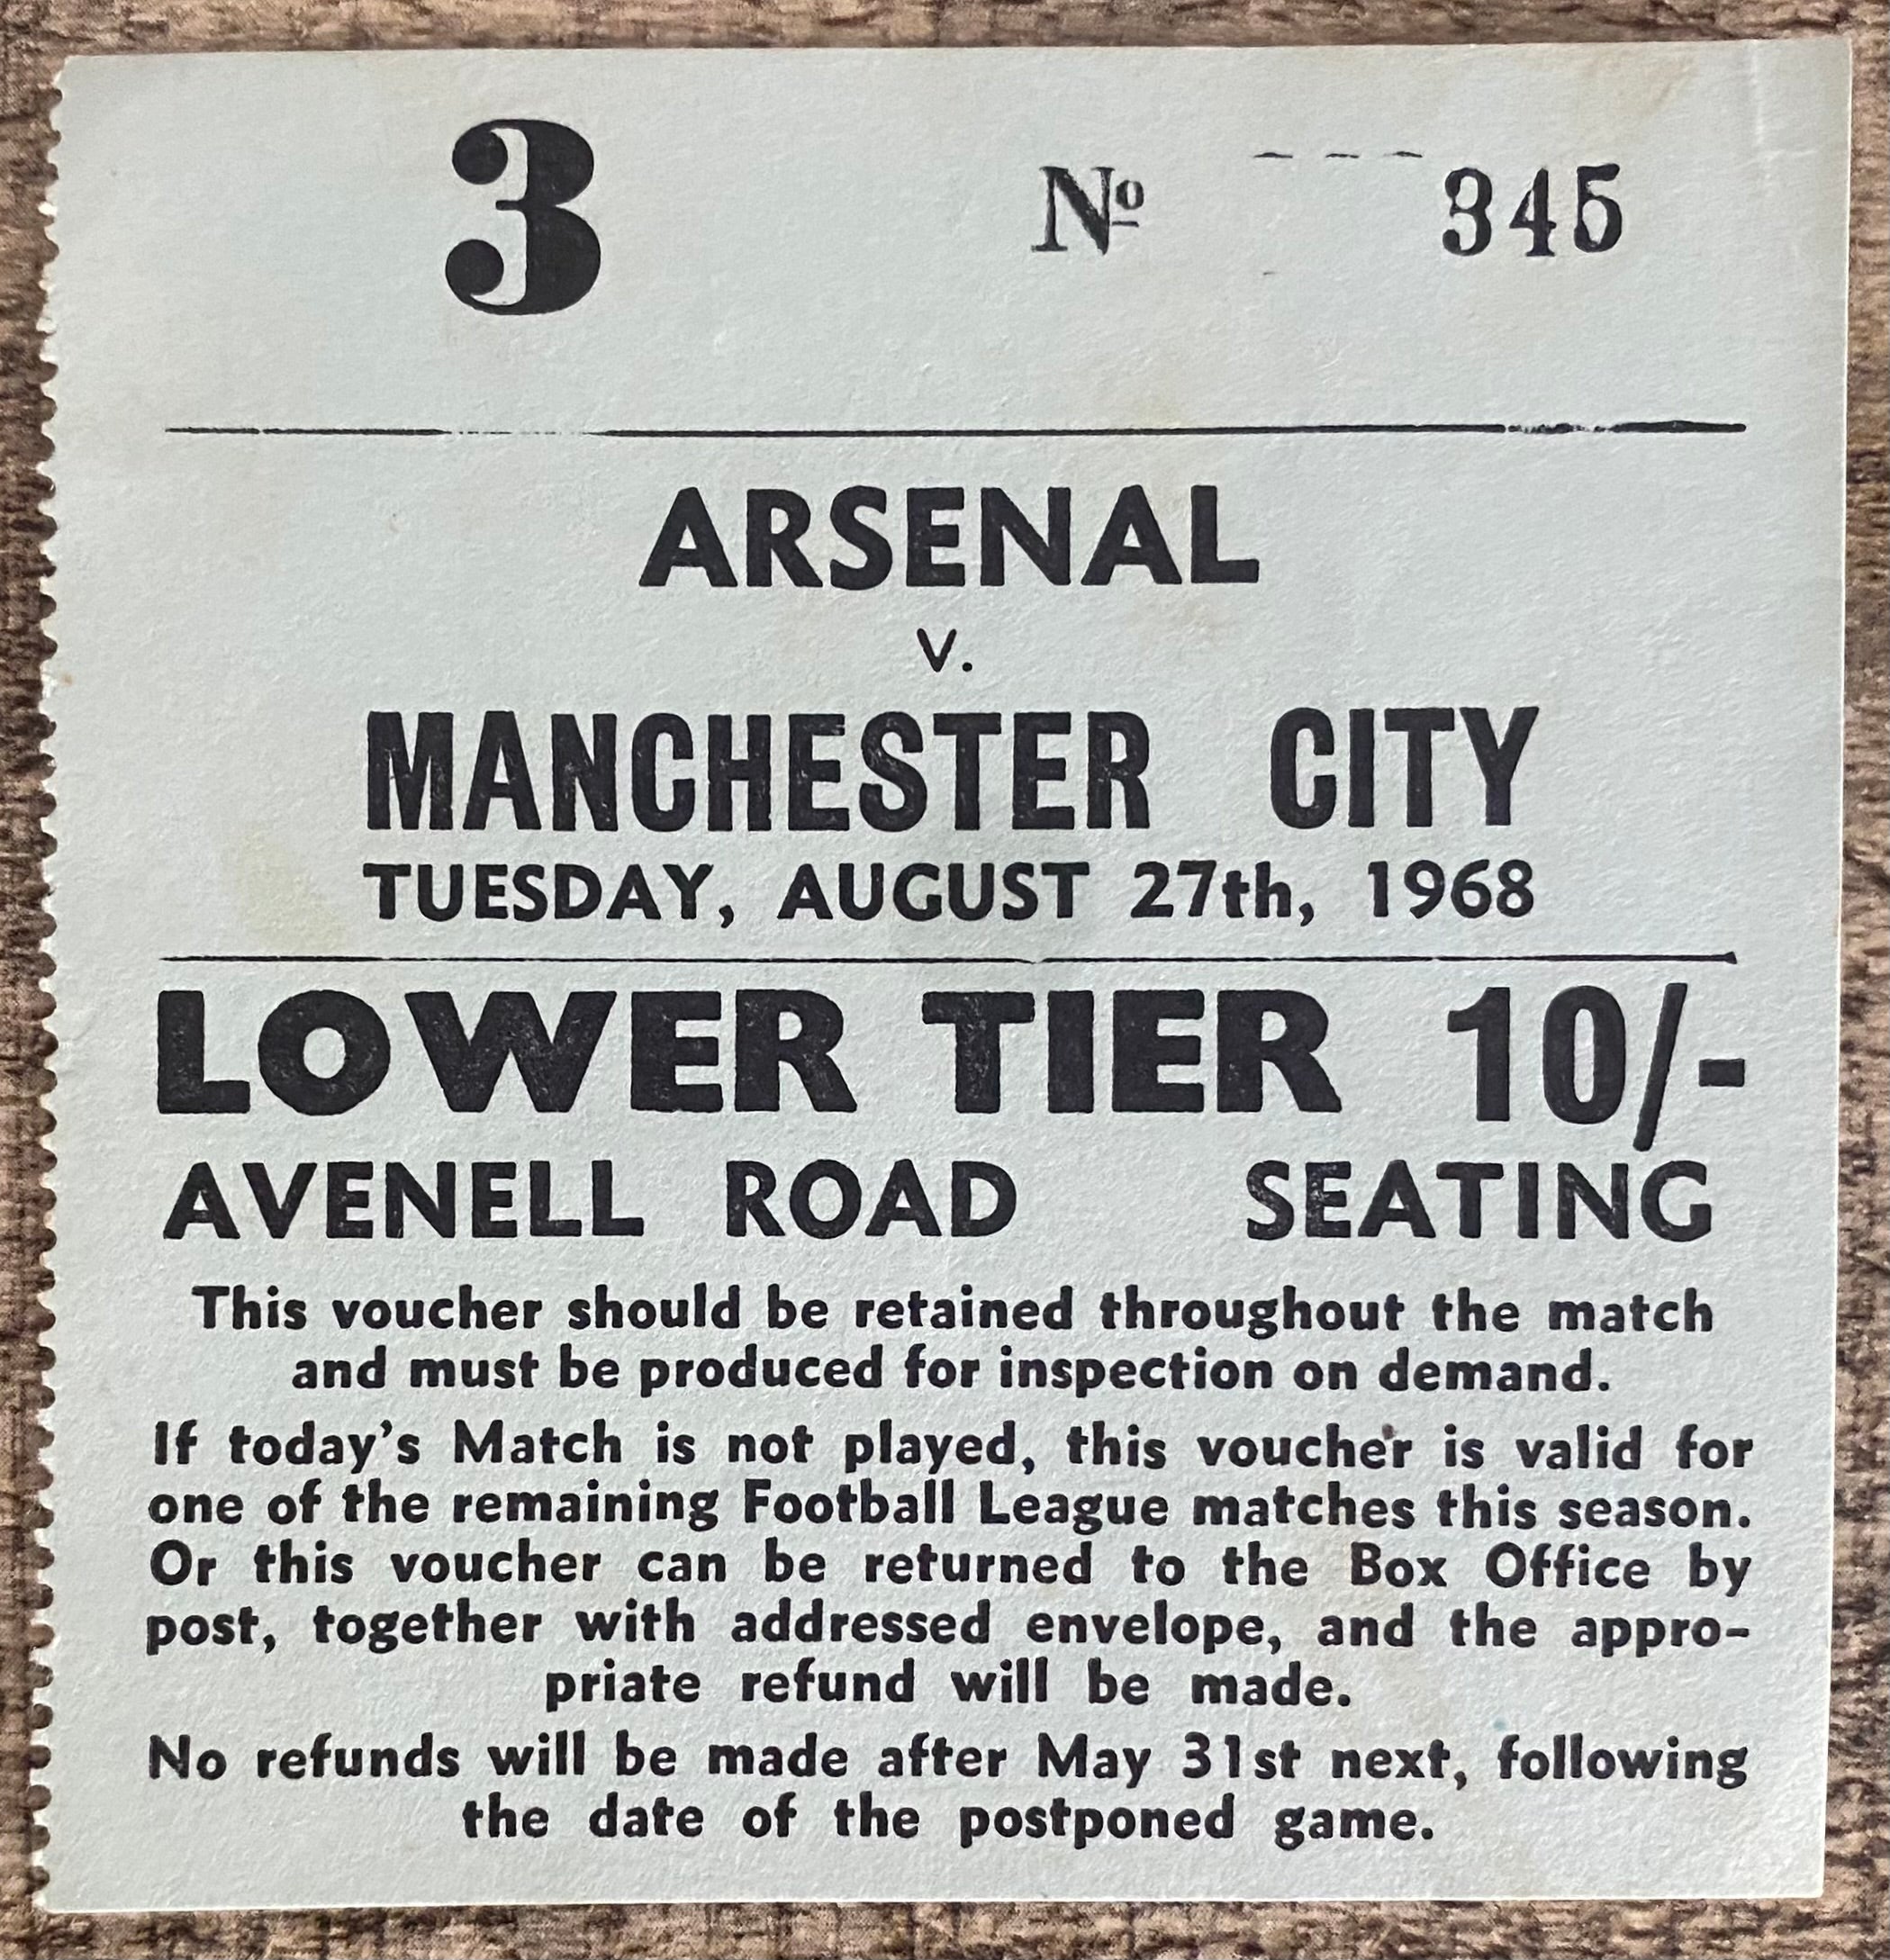 3 Nº 345
ARSENAL
v.
MANCHESTER CITY
TUESDAY, AUGUST 27th, 1968
LOWER TIER 10/-
AVENELL ROAD SEATING
This voucher should be retained throughout the match
and must be produced for inspection on demand.
If today's Match is not played, this voucher is valid for
one of the remaining Football League matches this season.
Or this voucher can be returned to the Box Office by
post, together with addressed envelope, and the appro-
priate refund will be made.
No refunds will be made after May 31st next, following
the date of the postponed game.